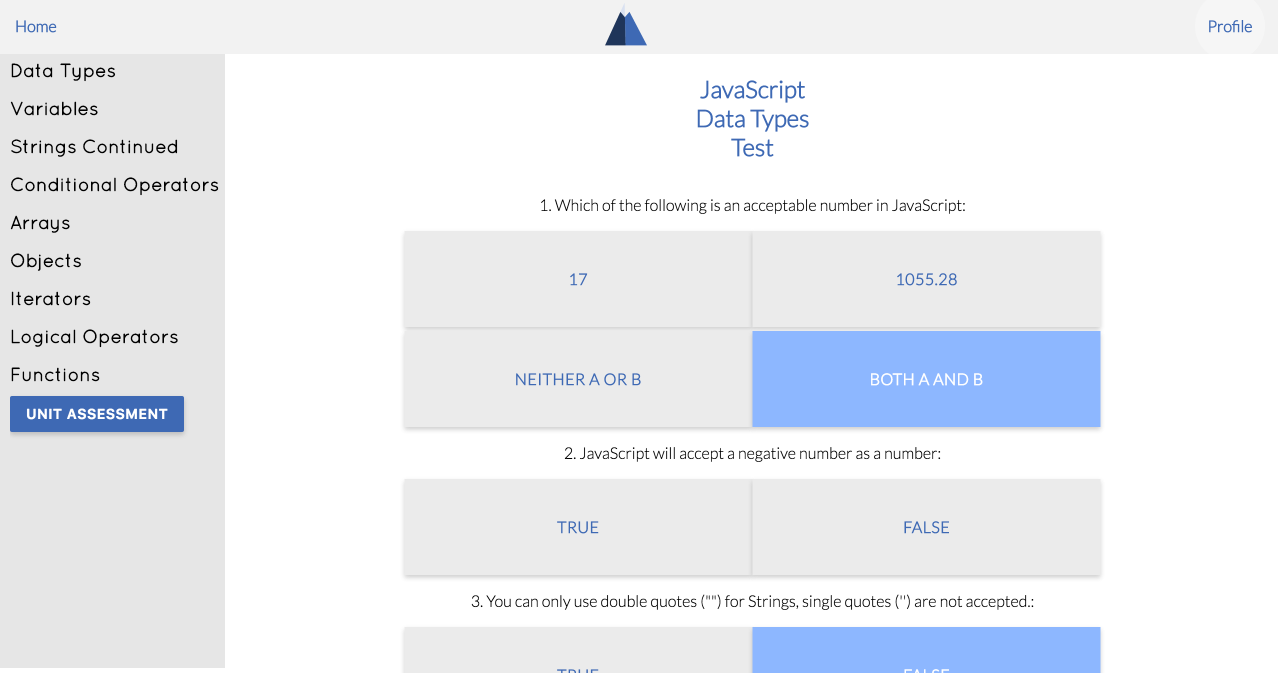 Home
Profile
Data Types
Variables
Strings Continued
Conditional Operators
Arrays
Objects
Iterators
Logical Operators
Functions
UNIT ASSESSMENT
JavaScript
Data Types
Test
1. Which of the following is an acceptable number in JavaScript:
17
1055.28
NEITHER A OR B
BOTH A AND B
2. JavaScript will accept a negative number as a number:
TRUE
FALSE
3. You can only use double quotes ("") for Strings, single quotes ('') are not accepted.:
TRUE
FALSE